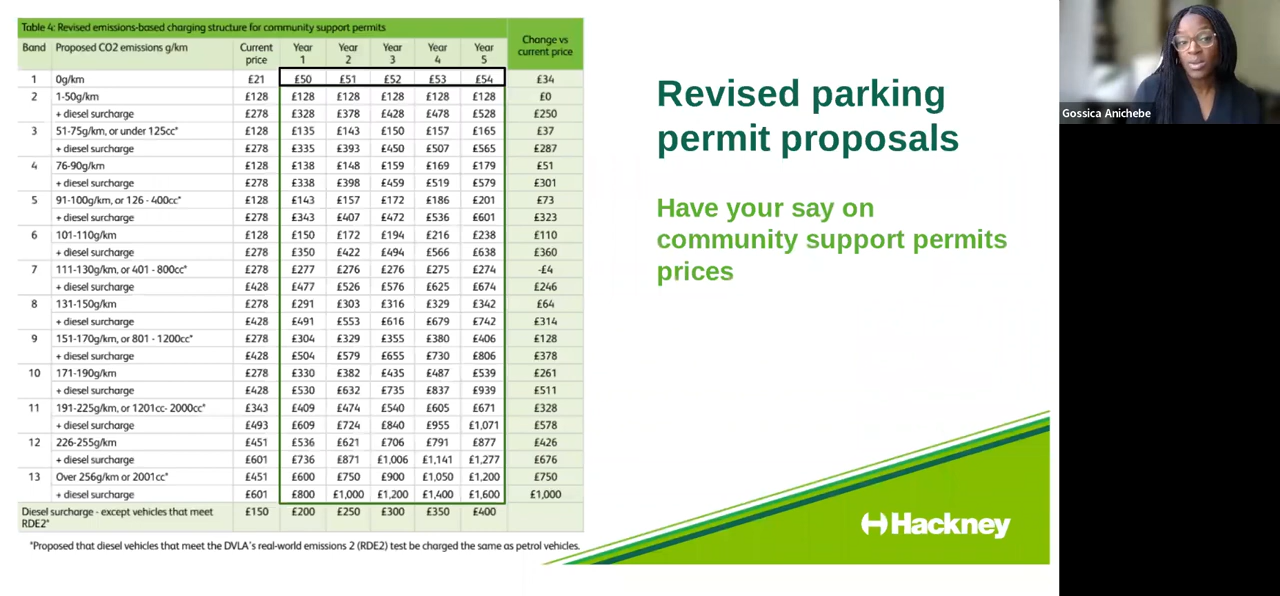 Table 4: Revised emissions-based charging structure for community support permits
Band Proposed CO2 emissions g/km Current price Year 1 Year 2 Year 3 Year 4 Year 5 Change vs current price
1 0g/km £21 £50 £51 £52 £53 £54 £34
2 1-50g/km £128 £128 £128 £128 £128 £128 £0
+ diesel surcharge £278 £328 £378 £428 £478 £528 £250
3 51-75g/km, or under 125cc* £128 £135 £143 £150 £157 £165 £37
+ diesel surcharge £278 £335 £393 £450 £507 £565 £287
4 76-90g/km £128 £138 £148 £159 £169 £179 £51
+ diesel surcharge £278 £338 £398 £459 £519 £579 £301
5 91-100g/km, or 126 - 400cc* £128 £143 £157 £172 £186 £201 £73
+ diesel surcharge £278 £343 £407 £472 £536 £601 £323
6 101-110g/km £128 £150 £172 £194 £216 £238 £110
+ diesel surcharge £278 £350 £422 £494 £566 £638 £360
7 111-130g/km, or 401 - 800cc* £278 £277 £276 £276 £275 £274 -£4
+ diesel surcharge £428 £477 £526 £576 £625 £674 £246
8 131-150g/km £278 £291 £303 £316 £329 £342 £64
+ diesel surcharge £428 £491 £553 £616 £679 £742 £314
9 151-170g/km, or 801 - 1200cc* £278 £304 £329 £355 £380 £406 £128
+ diesel surcharge £428 £504 £579 £655 £730 £806 £378
10 171-190g/km £278 £330 £382 £435 £487 £539 £261
+ diesel surcharge £428 £530 £632 £735 £837 £939 £511
11 191-225g/km, or 1201cc- 2000cc* £343 £409 £474 £540 £605 £671 £328
+ diesel surcharge £493 £609 £724 £840 £955 £1,071 £578
12 226-255g/km £451 £536 £621 £706 £791 £877 £426
+ diesel surcharge £601 £736 £871 £1,006 £1,141 £1,277 £676
13 Over 256g/km or 2001cc* £451 £600 £750 £900 £1,050 £1,200 £750
+ diesel surcharge £601 £800 £1,000 £1,200 £1,400 £1,600 £1,000
Diesel surcharge - except vehicles that meet RDE2* £150 £200 £250 £300 £350 £400
*Proposed that diesel vehicles that meet the DVLA's real-world emissions 2 (RDE2) test be charged the same as petrol vehicles.
Revised parking
permit proposals
Have your say on
community support permits
prices
Hackney
Gossica Anichebe